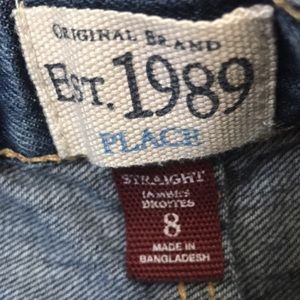 ORIGINAL BRAND
EST. 1989
PLACE
STRAIGHT
JAMBES
DROITES
8
MADE IN
BANGLADESH